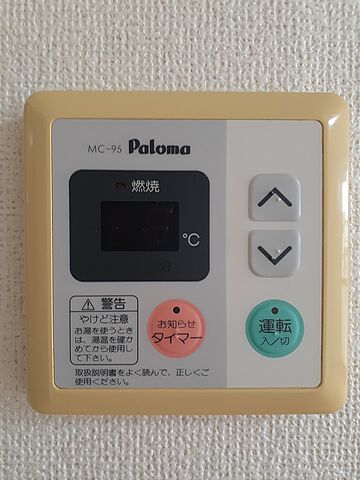 MC-95 Paloma
燃焼
℃
警告
やけど注意
お湯を使うとき
は、湯温を確か
めてから使用し
て下さい。
取扱説明書をよく読んで、正しくご
使用ください。
お知らせ
タイマー
運転
入/切